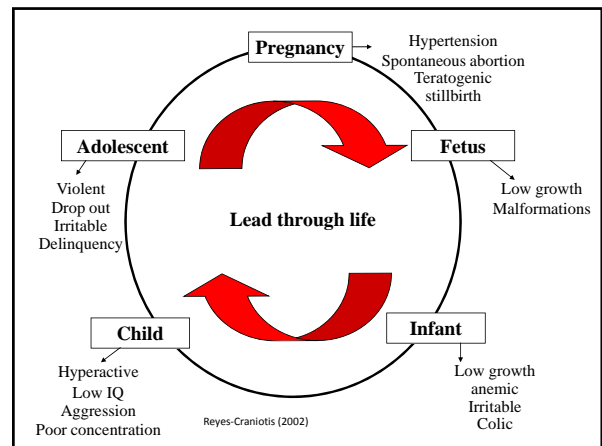 Pregnancy
Hypertension
Spontaneous abortion
Teratogenic
stillbirth
Adolescent
Violent
Drop out
Irritable
Delinquency
Fetus
Low growth
Malformations
Lead through life
Child
Hyperactive
Low IQ
Aggression
Poor concentration
Infant
Low growth
anemic
Irritable
Colic
Reyes-Craniotis (2002)